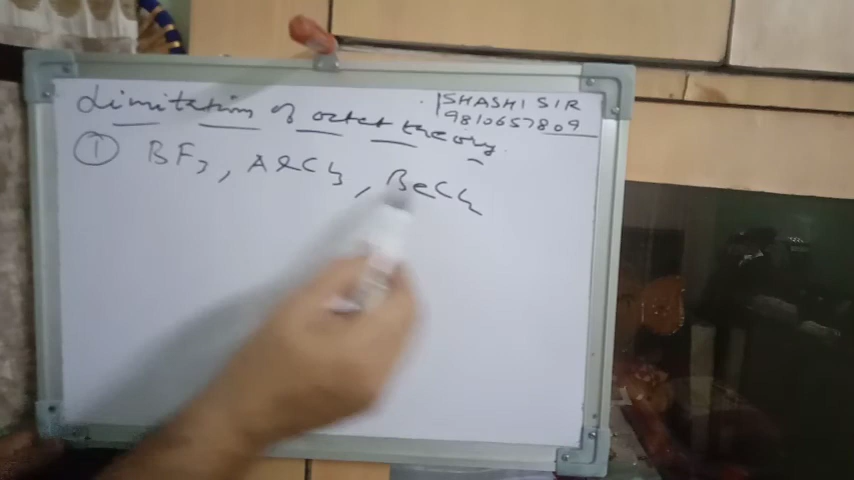 Limitation of octet theory.
SHASHI SIR
9810657809
① BF3, AlCl3, BeCl2